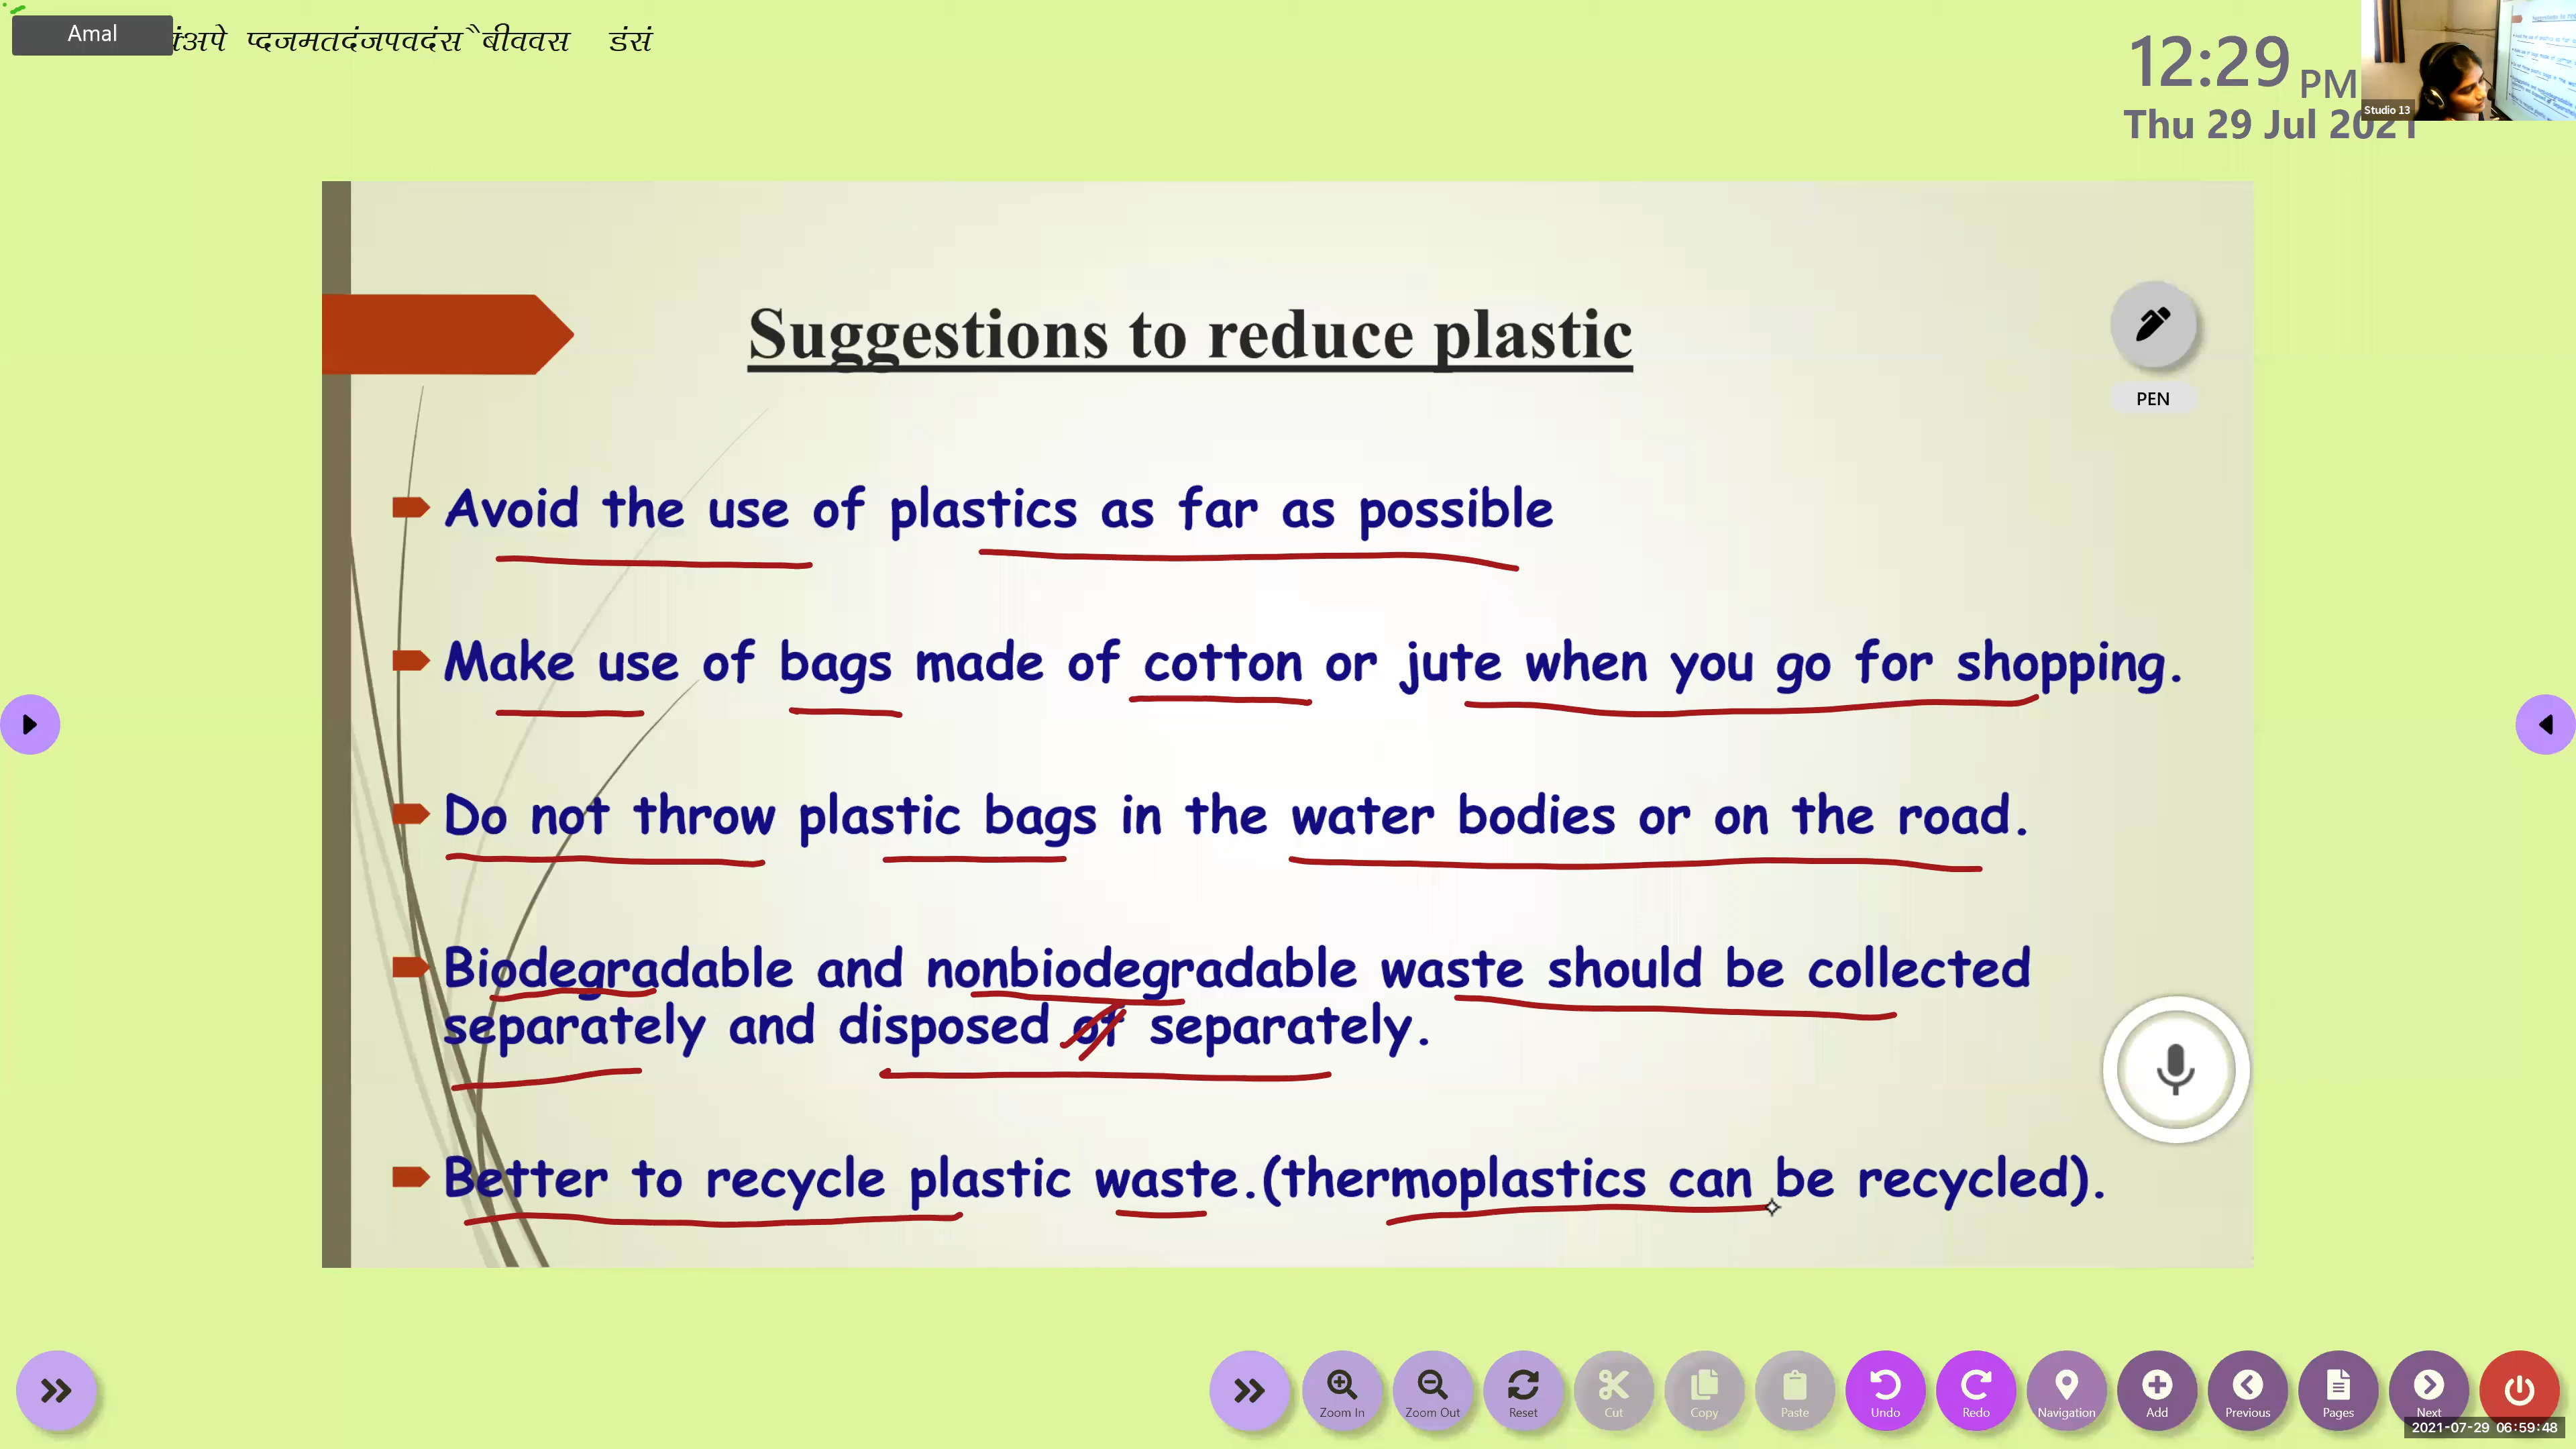 Amal
ंअपे प्दजमतदंजपवदंस ैबीववस डंसं
12:29 PM
Thu 29 Jul 2021
Studio 13
Suggestions to reduce plastic
PEN
Avoid the use of plastics as far as possible
Make use of bags made of cotton or jute when you go for shopping.
Do not throw plastic bags in the water bodies or on the road.
Biodegradable and nonbiodegradable waste should be collected
separately and disposed of separately.
Better to recycle plastic waste.(thermoplastics can be recycled).
Zoom In Zoom Out Reset Cut Copy Paste Undo Redo Navigation Add Previous Pages Next
2021-07-29 06:59:48